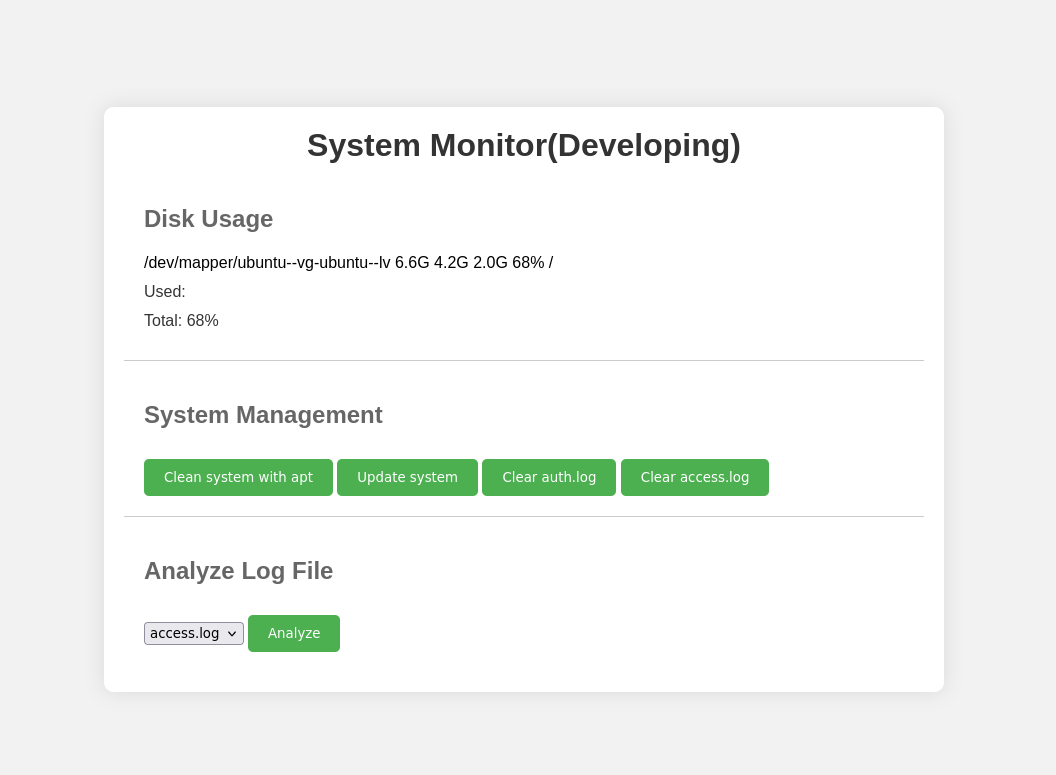 System Monitor(Developing)
Disk Usage
/dev/mapper/ubuntu--vg-ubuntu--lv 6.6G 4.2G 2.0G 68% /
Used:
Total: 68%
System Management
Clean system with apt Update system Clear auth.log Clear access.log
Analyze Log File
access.log Analyze